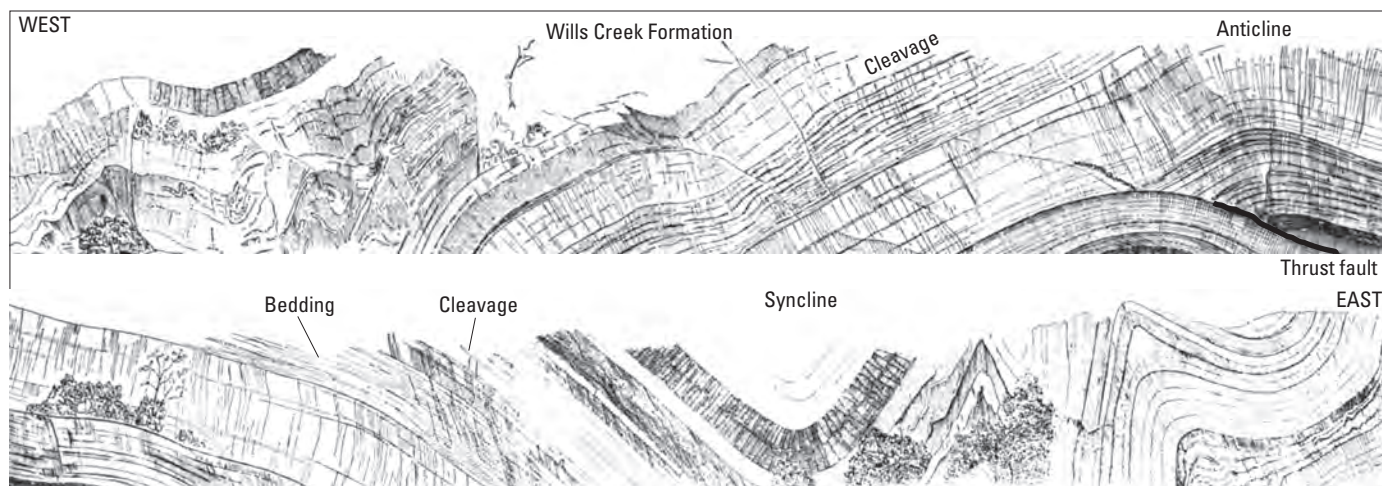 WEST
Wills Creek Formation
Cleavage
Anticline
Thrust fault
EAST
Bedding
Cleavage
Syncline